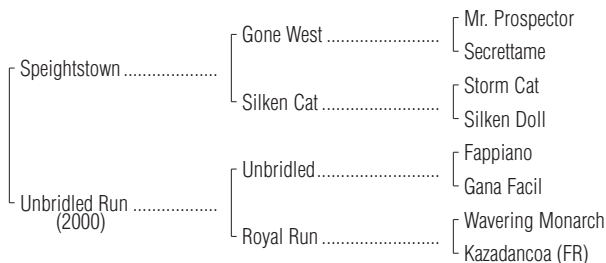 Mr. Prospector
Gone West ........................
Secrettame
Speightstown ....................
Storm Cat
Silken Cat .........................
Silken Doll
Fappiano
Unbridled..........................
Gana Facil
Unbridled Run ..................
(2000)
Wavering Monarch
Royal Run .........................
Kazadancoa (FR)